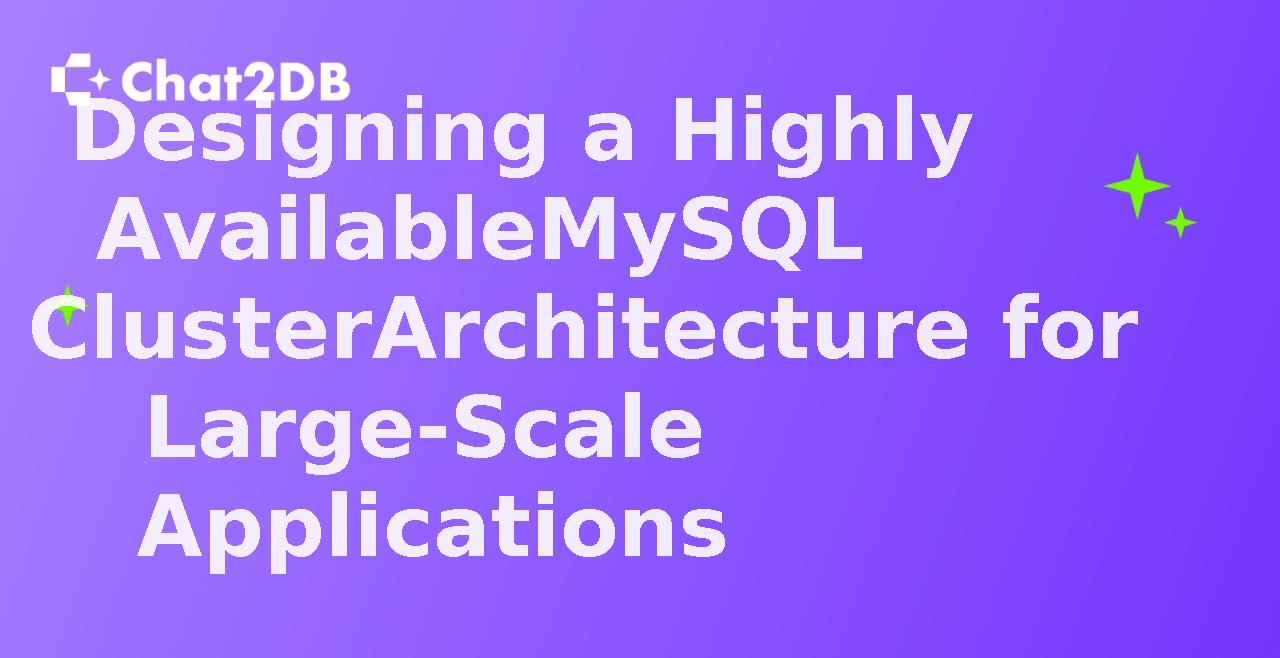 Chat2DB
Designing a Highly
AvailableMySQL
ClusterArchitecture for
Large-Scale
Applications